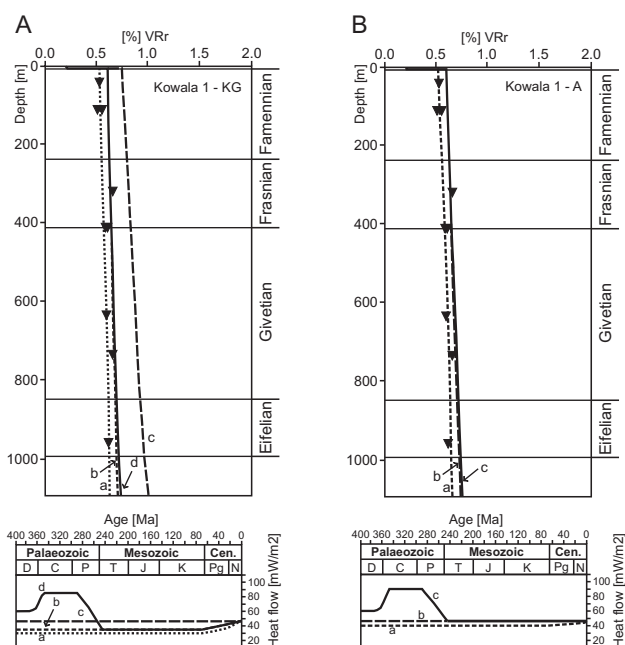 A
[%] VRr
0.0 0.5 1.0 1.5 2.0
Depth [m]
0
200
400
600
800
1000
Kowala 1 - KG
Famennian
Frasnian
Givetian
Eifelian
c
b
d
a
Age [Ma]
400 360 320 280 240 200 160 120 80 40 0
Palaeozoic Mesozoic Cen.
D C P T J K Pg N
d
b
c
a
100
80
60
40
20
Heat flow [mW/m2]
B
[%] VRr
0.0 0.5 1.0 1.5 2.0
Depth [m]
0
200
400
600
800
1000
Kowala 1 - A
Famennian
Frasnian
Givetian
Eifelian
b
c
a
Age [Ma]
400 360 320 280 240 200 160 120 80 40 0
Palaeozoic Mesozoic Cen.
D C P T J K Pg N
c
b
a
100
80
60
40
20
Heat flow [mW/m2]